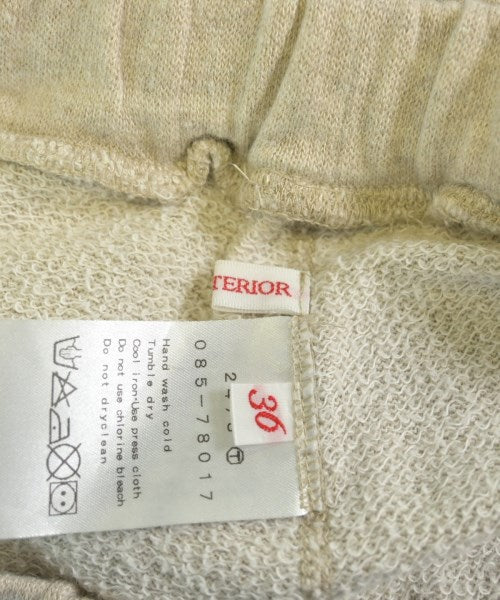 TERIOR
36
085-78017
Hand wash cold
Tumble dry
Cool iron·Use press cloth
Do not use chlorine bleach
Do not dryclean